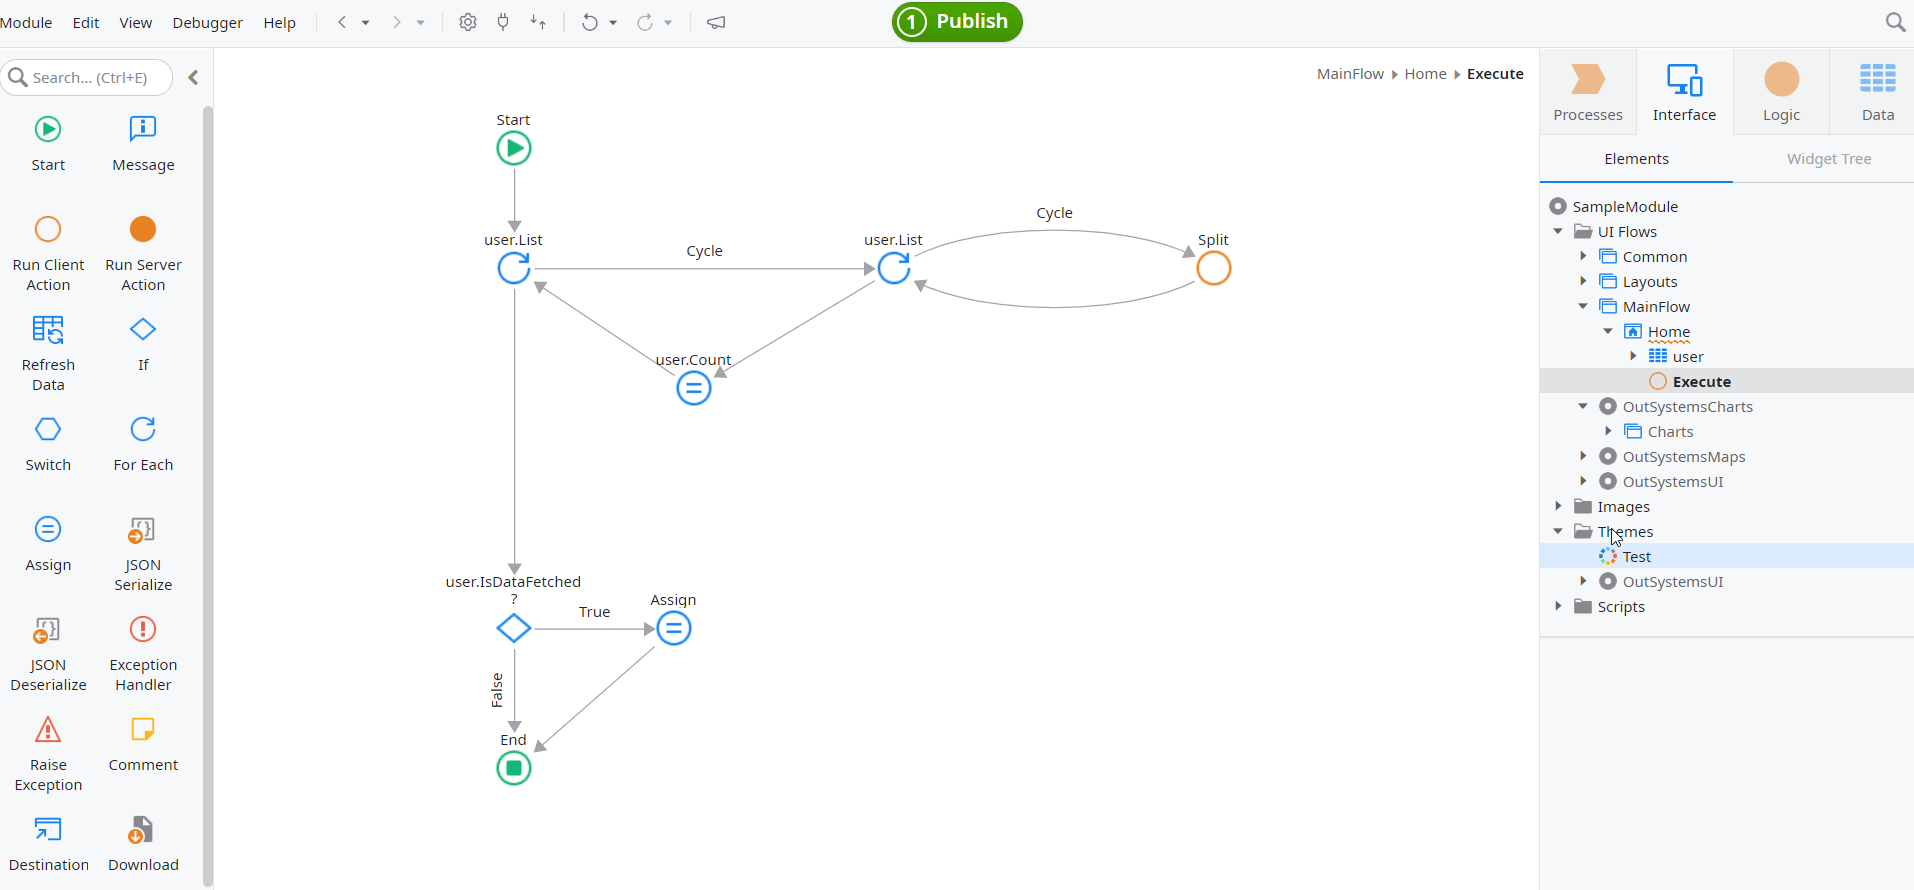 Module Edit View Debugger Help
1 Publish
Search... (Ctrl+E)
Start
Message
Run Client
Action
Run Server
Action
Refresh
Data
If
Switch
For Each
Assign
JSON
Serialize
JSON
Deserialize
Exception
Handler
Raise
Exception
Comment
Destination
Download
MainFlow Home Execute
Start
user.List
Cycle
user.List
Cycle
Split
user.Count
user.IsDataFetched
?
True
Assign
False
End
Processes
Interface
Logic
Data
Elements
Widget Tree
SampleModule
UI Flows
Common
Layouts
MainFlow
Home
user
Execute
OutSystemsCharts
Charts
OutSystemsMaps
OutSystemsUI
Images
Themes
Test
OutSystemsUI
Scripts